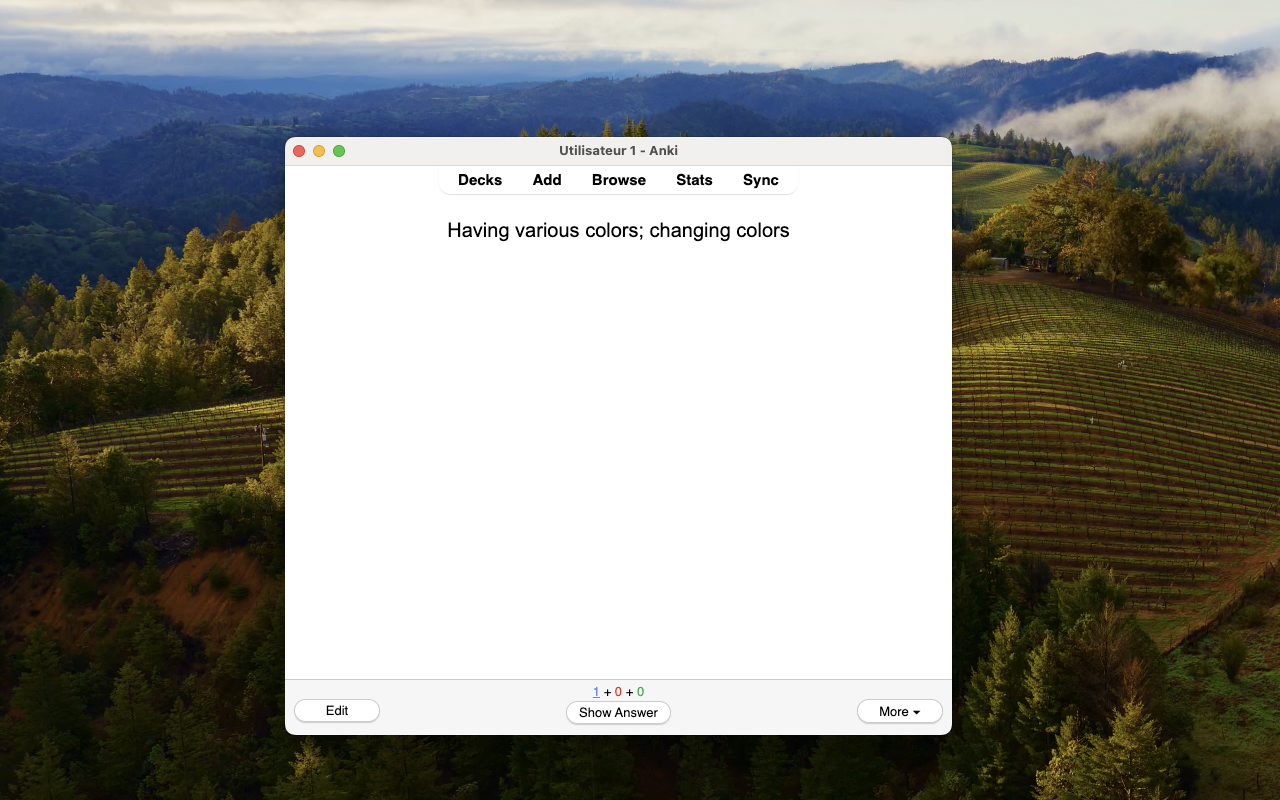 Utilisateur 1 - Anki
Decks Add Browse Stats Sync
Having various colors; changing colors
1 + 0 + 0
Edit Show Answer More